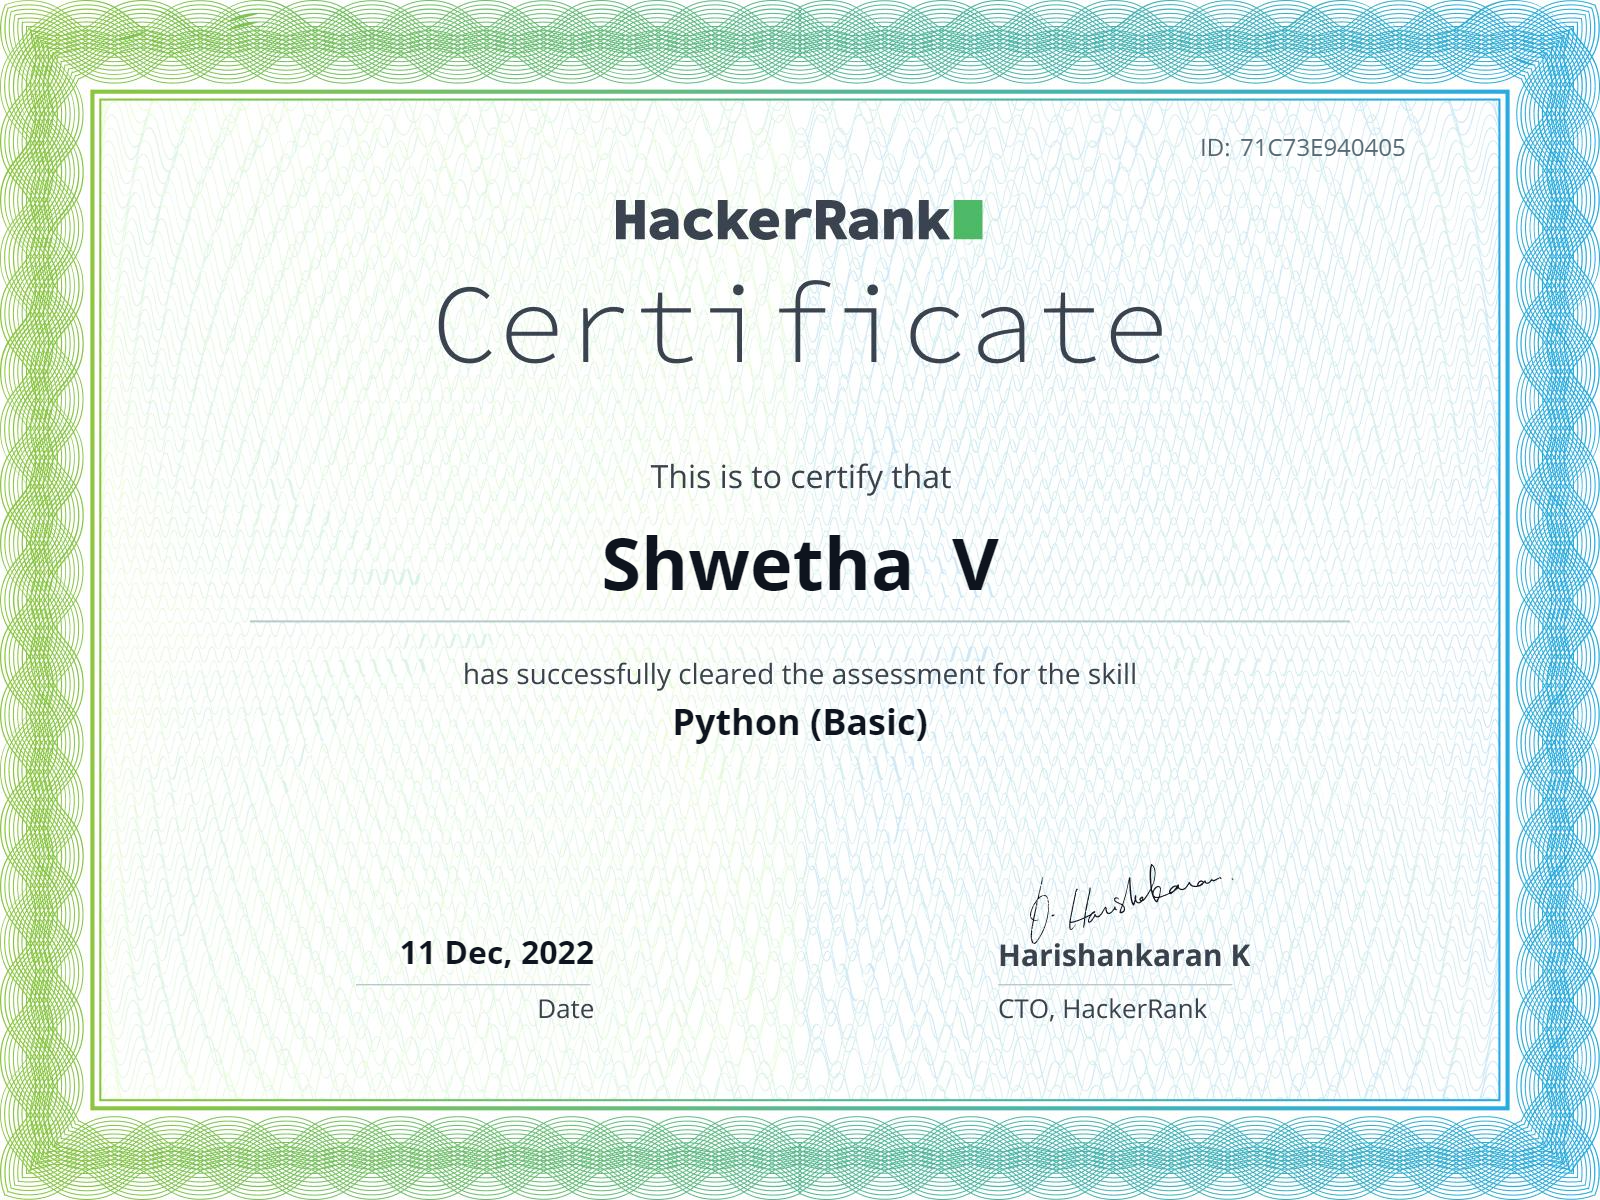 ID: 71C73E940405
HackerRank
Certificate
This is to certify that
Shwetha V
has successfully cleared the assessment for the skill
Python (Basic)
J. Harishankaran
11 Dec, 2022
Harishankaran K
Date
CTO, HackerRank